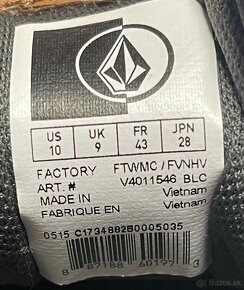 US 10 UK 9 FR 43 JPN 28
FACTORY FTWMC / FVNHV
ART. # V4011546 BLC
MADE IN Vietnam
FABRIQUE EN Vietnam
0515 C1734882B0005035
8 87188 60197 3
bazos.sk